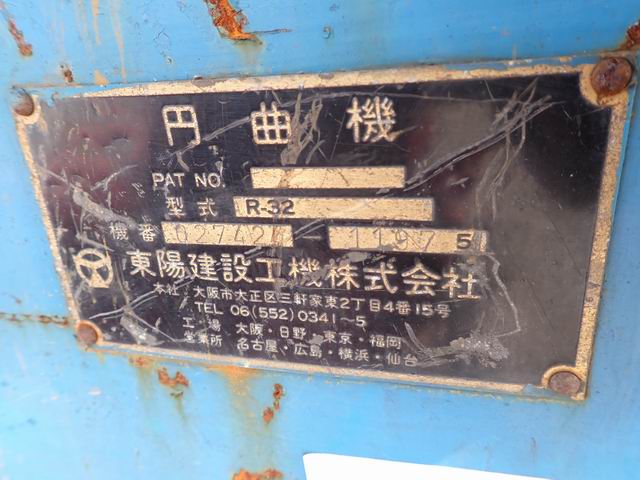 円曲機
PAT NO.
型式 R-32
機番 027424 - 1197 5
東陽建設工機株式会社
本社 大阪市大正区三軒家東2丁目4番15号
TEL 06(552)0341~5
工場 大阪・日野・東京・福岡
営業所 名古屋・広島・横浜・仙台